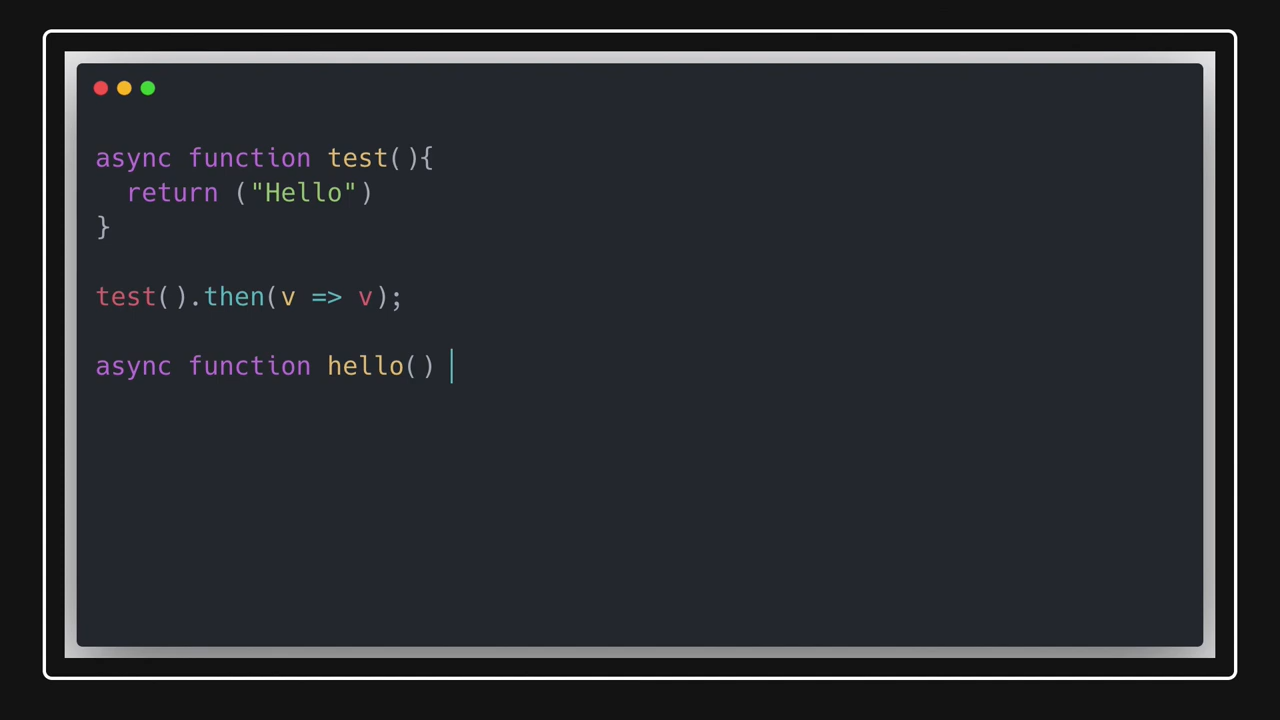 async function test(){
  return ("Hello")
}
test().then(v => v);
async function hello()